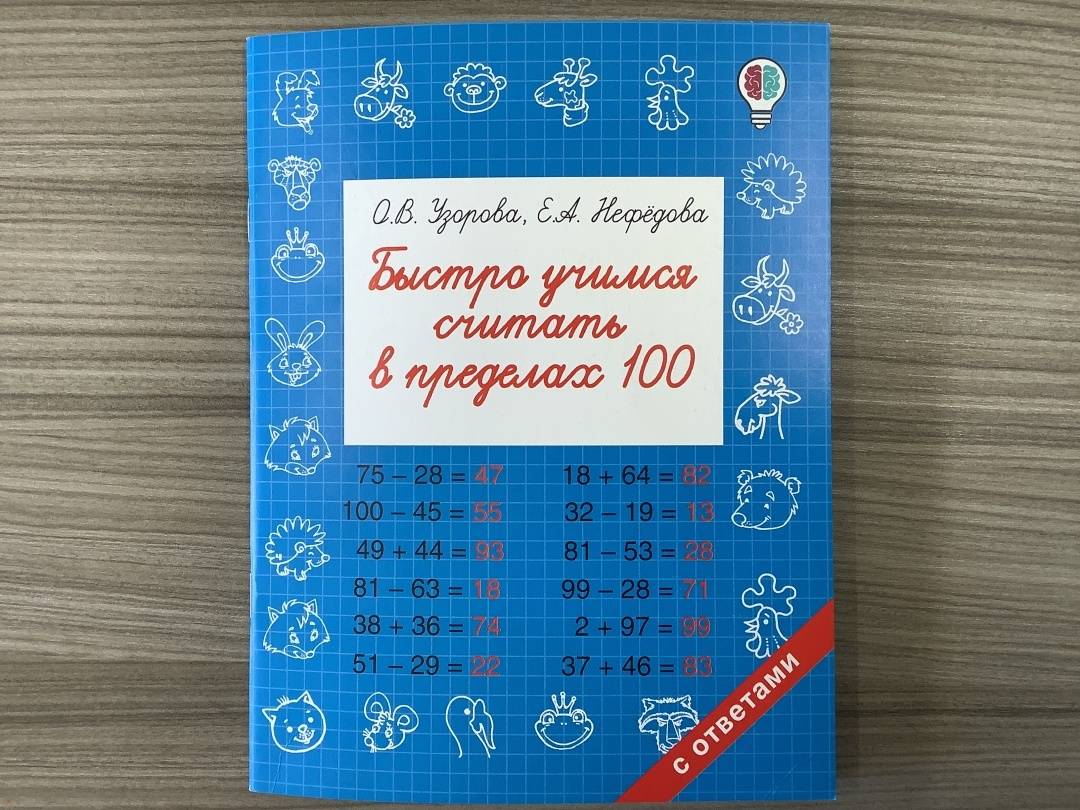 О.В. Узорова, Е.А. Нефёдова
Быстро учимся
считать
в пределах 100
75 – 28 = 47
100 – 45 = 55
49 + 44 = 93
81 – 63 = 18
38 + 36 = 74
51 – 29 = 22
18 + 64 = 82
32 – 19 = 13
81 – 53 = 28
99 – 28 = 71
2 + 97 = 99
37 + 46 = 83
с ответами